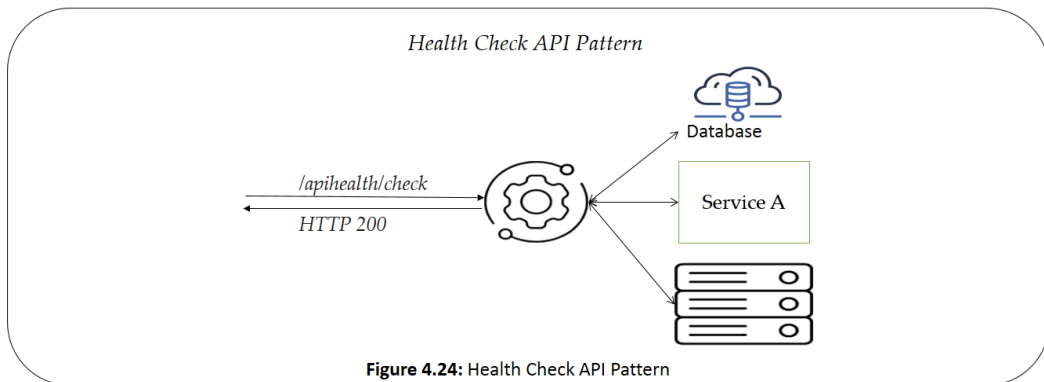 Health Check API Pattern
Database
/apihealth/check
Service A
HTTP 200
Figure 4.24: Health Check API Pattern